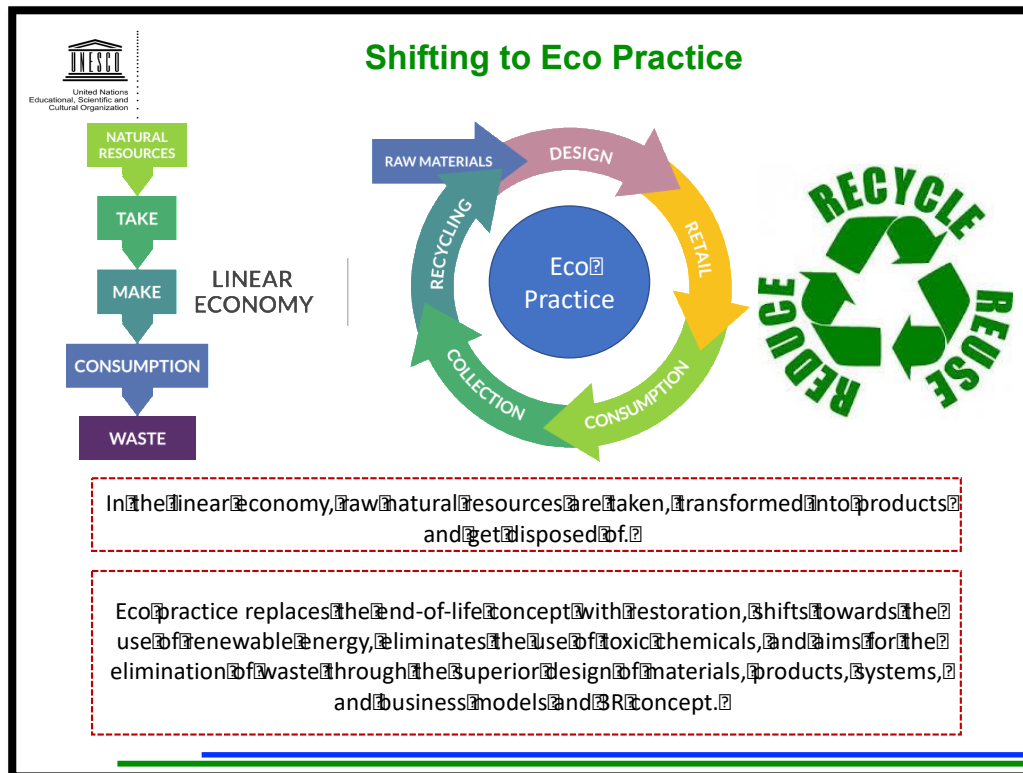 Shifting to Eco Practice
UNESCO
United Nations
Educational, Scientific and
Cultural Organization
NATURAL
RESOURCES
TAKE
MAKE
CONSUMPTION
WASTE
LINEAR
ECONOMY
RAW MATERIALS
DESIGN
RETAIL
CONSUMPTION
COLLECTION
RECYCLING
Eco
Practice
REDUCE
RECYCLE
REUSE
In the linear economy, raw natural resources are taken, transformed into products
and get disposed of.
Eco practice replaces the end-of-life concept with restoration, shifts towards the
use of renewable energy, eliminates the use of toxic chemicals, and aims for the
elimination of waste through the superior design of materials, products, systems,
and business models and 3R concept.